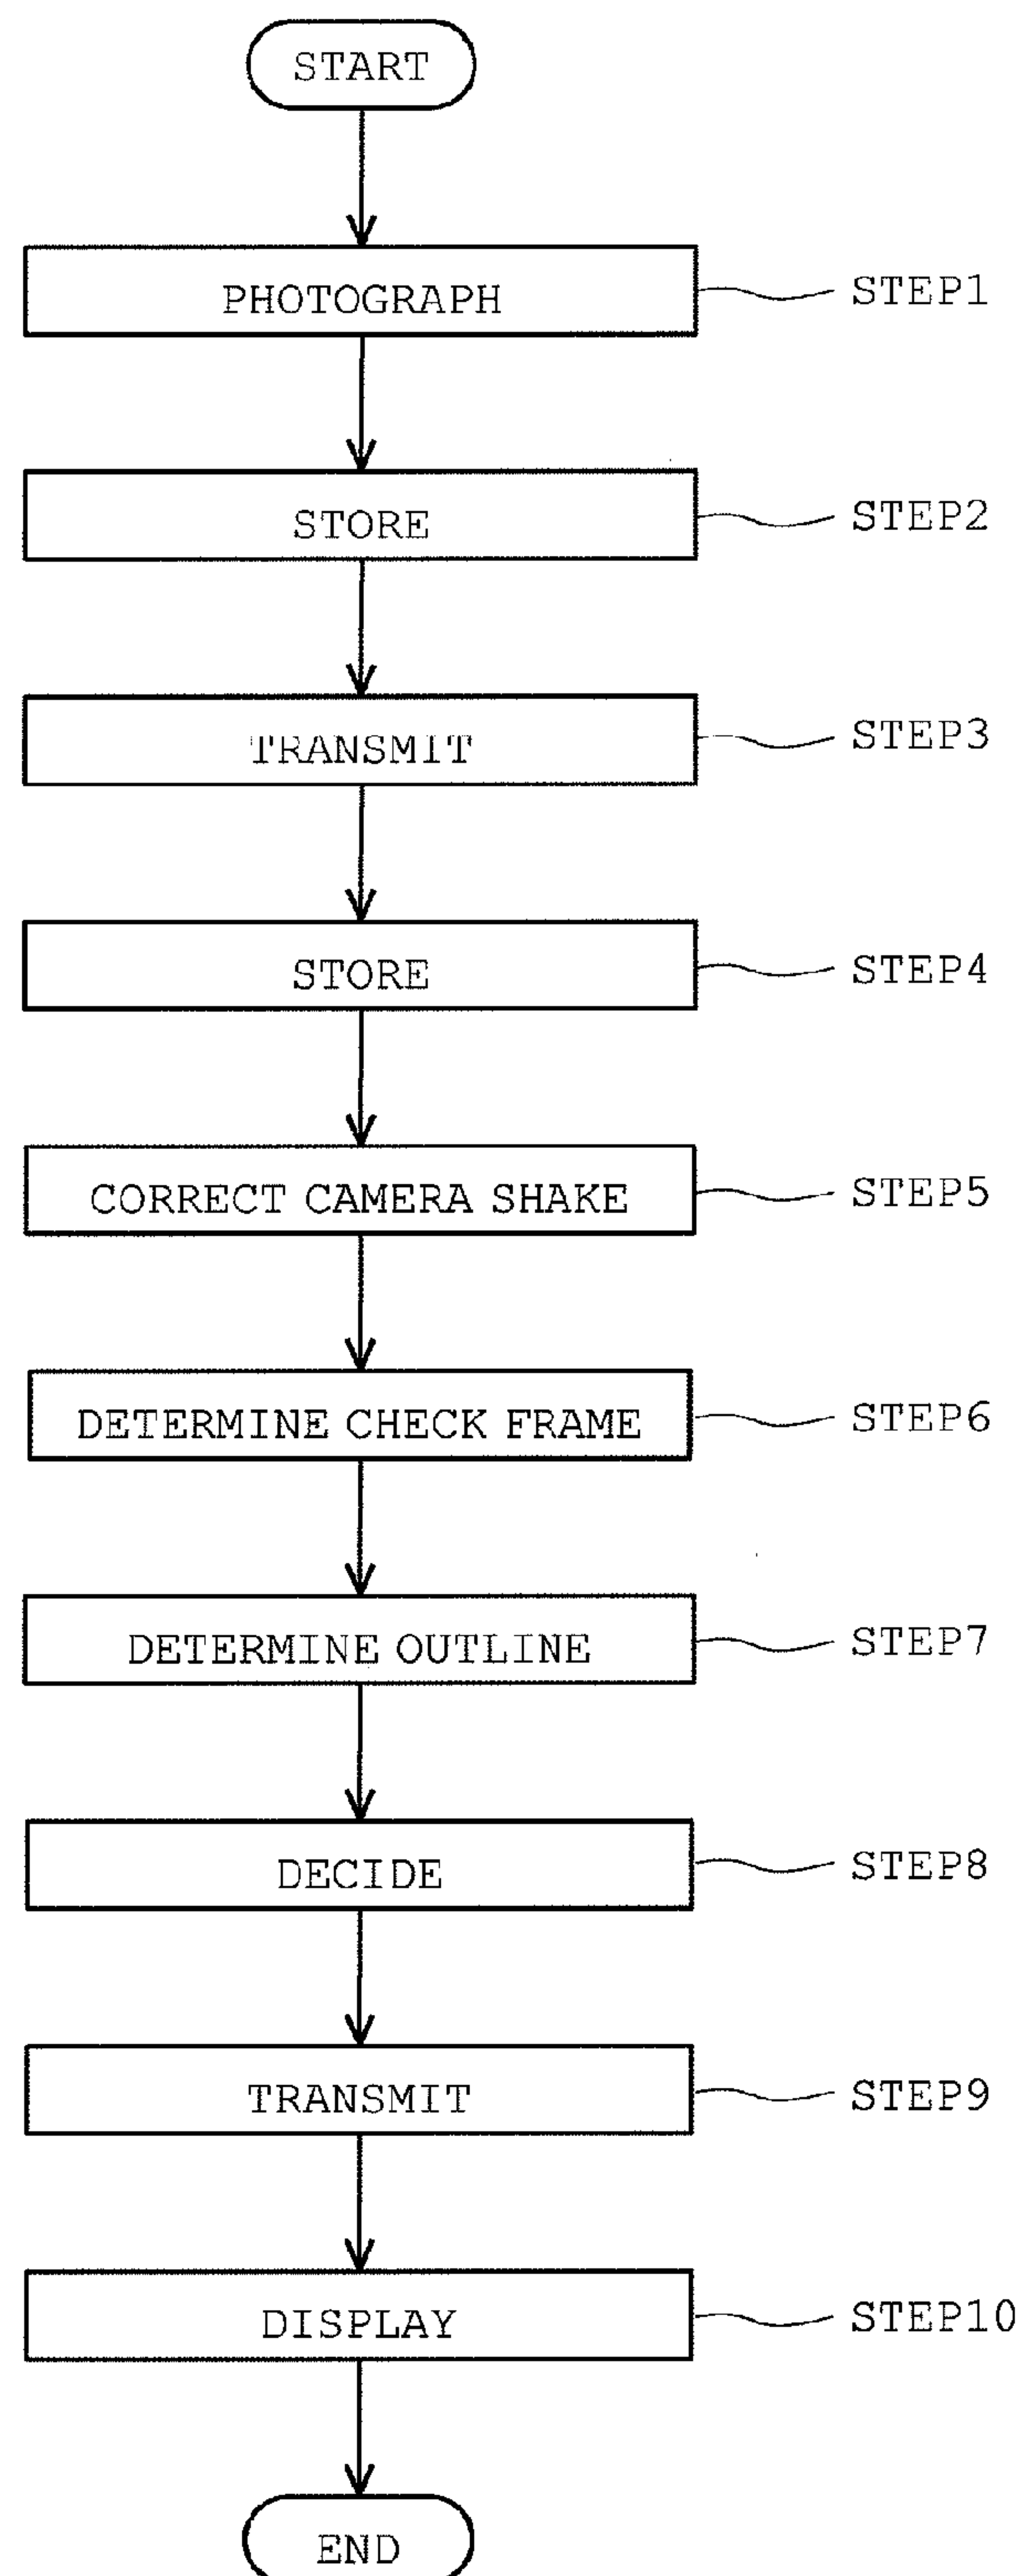 START
PHOTOGRAPH STEP1
STORE STEP2
TRANSMIT STEP3
STORE STEP4
CORRECT CAMERA SHAKE STEP5
DETERMINE CHECK FRAME STEP6
DETERMINE OUTLINE STEP7
DECIDE STEP8
TRANSMIT STEP9
DISPLAY STEP10
END